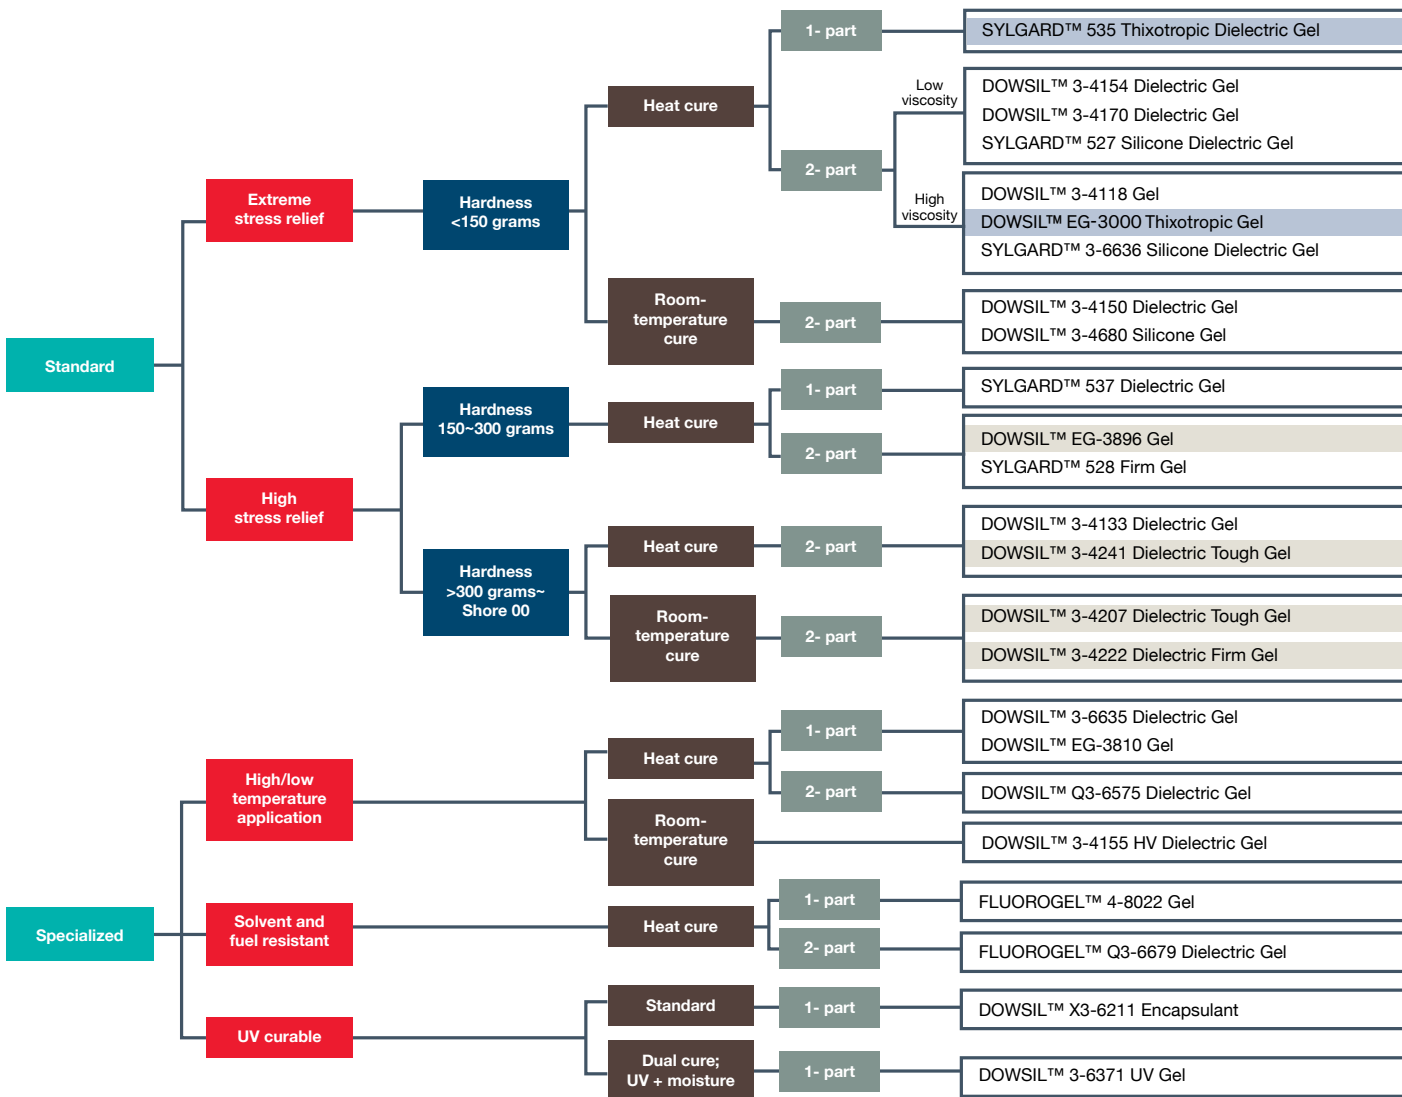 Standard
Extreme
stress relief
Hardness
<150 grams
Heat cure
1- part
SYLGARD™ 535 Thixotropic Dielectric Gel
2- part
Low
viscosity
DOWSIL™ 3-4154 Dielectric Gel
DOWSIL™ 3-4170 Dielectric Gel
SYLGARD™ 527 Silicone Dielectric Gel
High
viscosity
DOWSIL™ 3-4118 Gel
DOWSIL™ EG-3000 Thixotropic Gel
SYLGARD™ 3-6636 Silicone Dielectric Gel
Room-
temperature
cure
2- part
DOWSIL™ 3-4150 Dielectric Gel
DOWSIL™ 3-4680 Silicone Gel
High
stress relief
Hardness
150~300 grams
Heat cure
1- part
SYLGARD™ 537 Dielectric Gel
2- part
DOWSIL™ EG-3896 Gel
SYLGARD™ 528 Firm Gel
Hardness
>300 grams~
Shore 00
Heat cure
2- part
DOWSIL™ 3-4133 Dielectric Gel
DOWSIL™ 3-4241 Dielectric Tough Gel
Room-
temperature
cure
2- part
DOWSIL™ 3-4207 Dielectric Tough Gel
DOWSIL™ 3-4222 Dielectric Firm Gel
Specialized
High/low
temperature
application
Heat cure
1- part
DOWSIL™ 3-6635 Dielectric Gel
DOWSIL™ EG-3810 Gel
2- part
DOWSIL™ Q3-6575 Dielectric Gel
Room-
temperature
cure
DOWSIL™ 3-4155 HV Dielectric Gel
Solvent and
fuel resistant
Heat cure
1- part
FLUOROGEL™ 4-8022 Gel
2- part
FLUOROGEL™ Q3-6679 Dielectric Gel
UV curable
Standard
1- part
DOWSIL™ X3-6211 Encapsulant
Dual cure;
UV + moisture
1- part
DOWSIL™ 3-6371 UV Gel